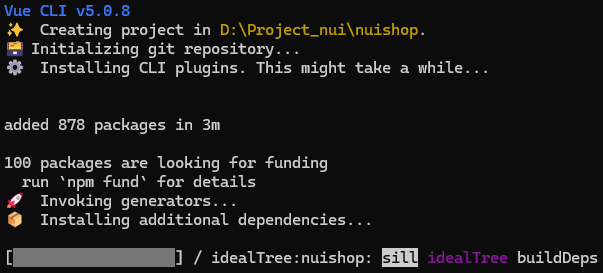 Vue CLI v5.0.8
✨  Creating project in D:\Project_nui\nuishop.
🗃 Initializing git repository...
⚙️  Installing CLI plugins. This might take a while...
added 878 packages in 3m
100 packages are looking for funding
  run `npm fund` for details
🚀  Invoking generators...
📦  Installing additional dependencies...
[                  ] / idealTree:nuishop: sill idealTree buildDeps